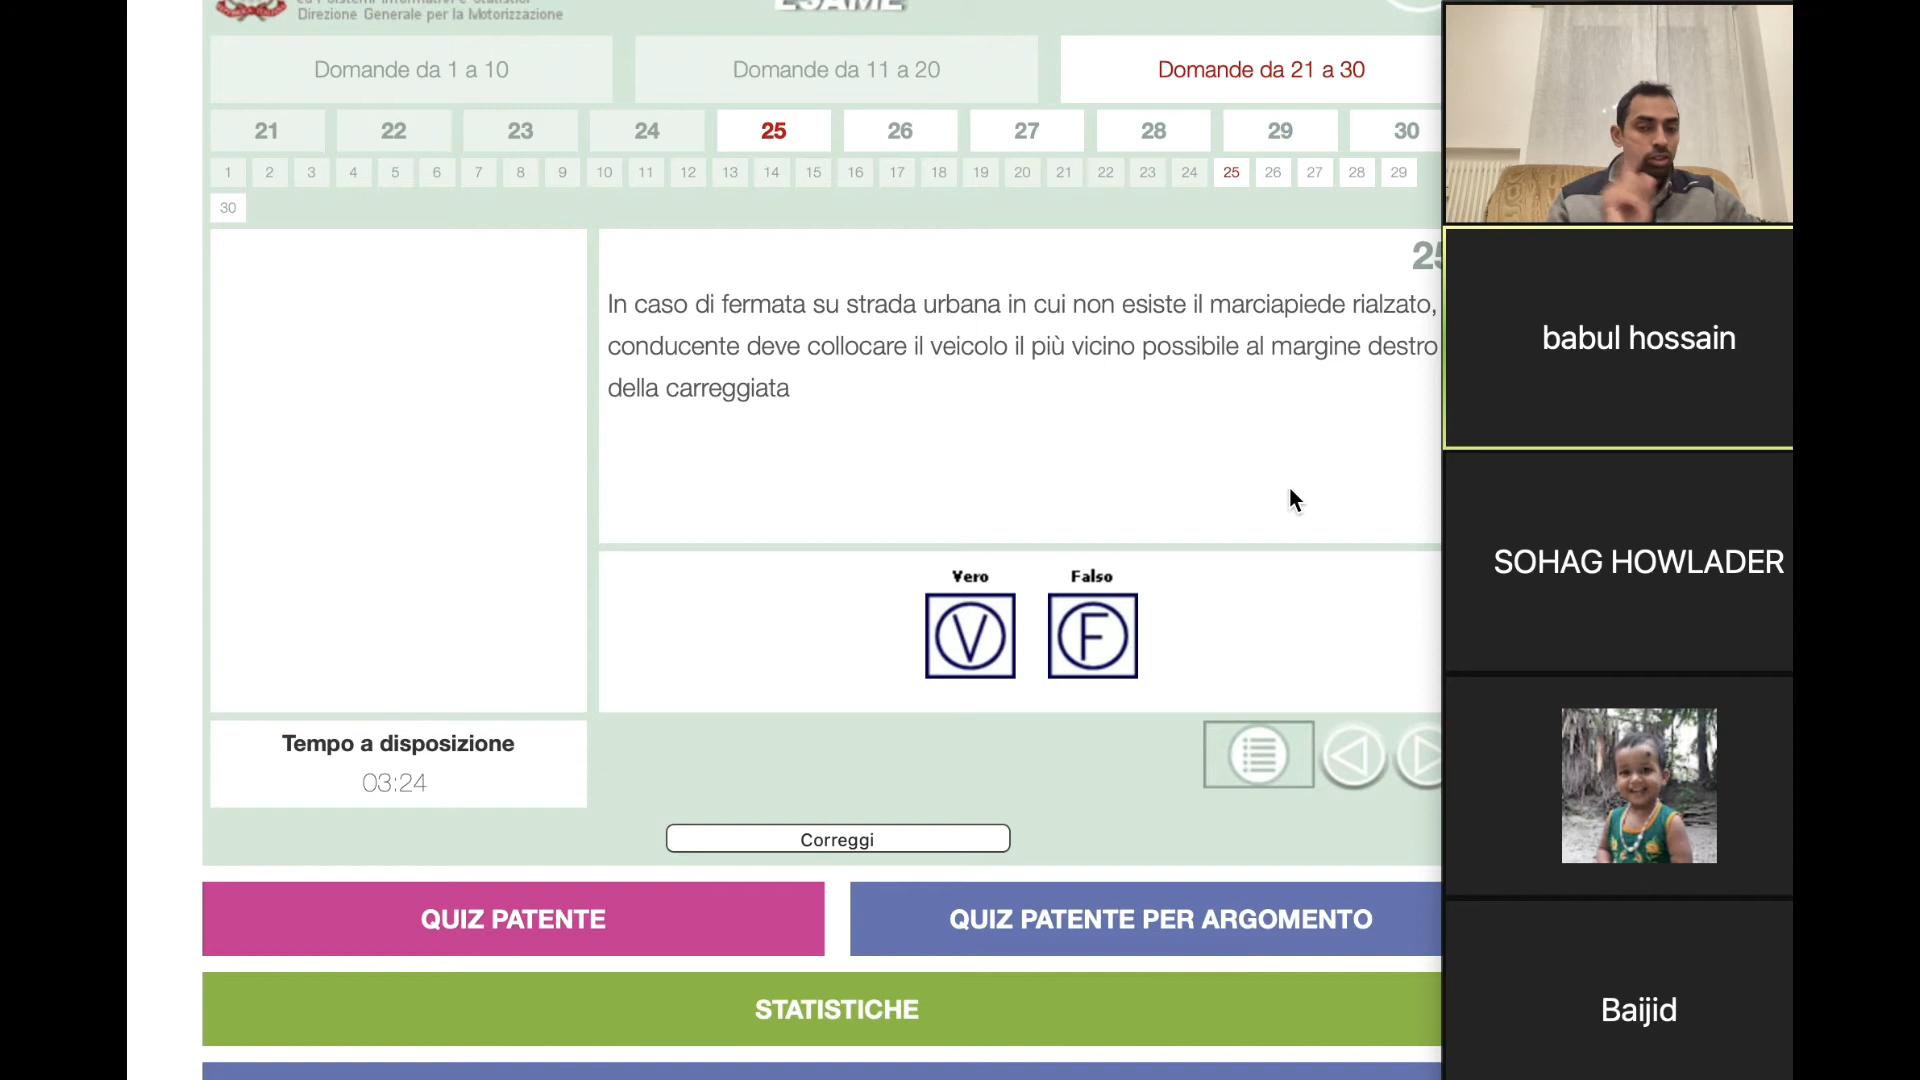 Direzione Generale per la Motorizzazione
ESAME
Domande da 1 a 10
Domande da 11 a 20
Domande da 21 a 30
21 22 23 24 25 26 27 28 29 30
1 2 3 4 5 6 7 8 9 10 11 12 13 14 15 16 17 18 19 20 21 22 23 24 25 26 27 28 29
30
25
In caso di fermata su strada urbana in cui non esiste il marciapiede rialzato,
conducente deve collocare il veicolo il più vicino possibile al margine destro
della carreggiata
Vero Falso
V F
Tempo a disposizione
03:24
Correggi
QUIZ PATENTE
QUIZ PATENTE PER ARGOMENTO
STATISTICHE
babul hossain
SOHAG HOWLADER
Baijid